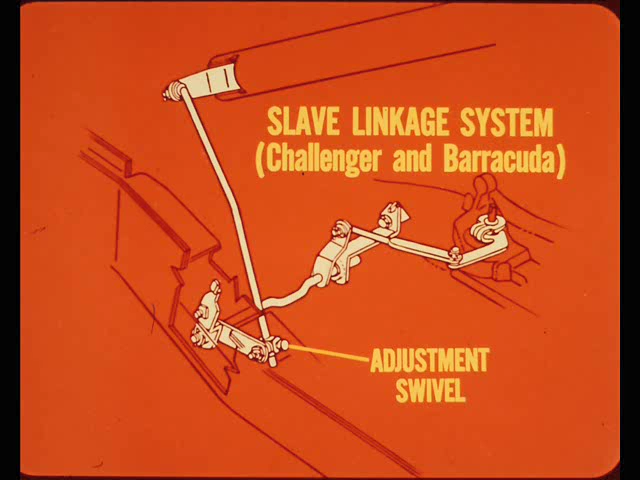 SLAVE LINKAGE SYSTEM
(Challenger and Barracuda)
ADJUSTMENT
SWIVEL